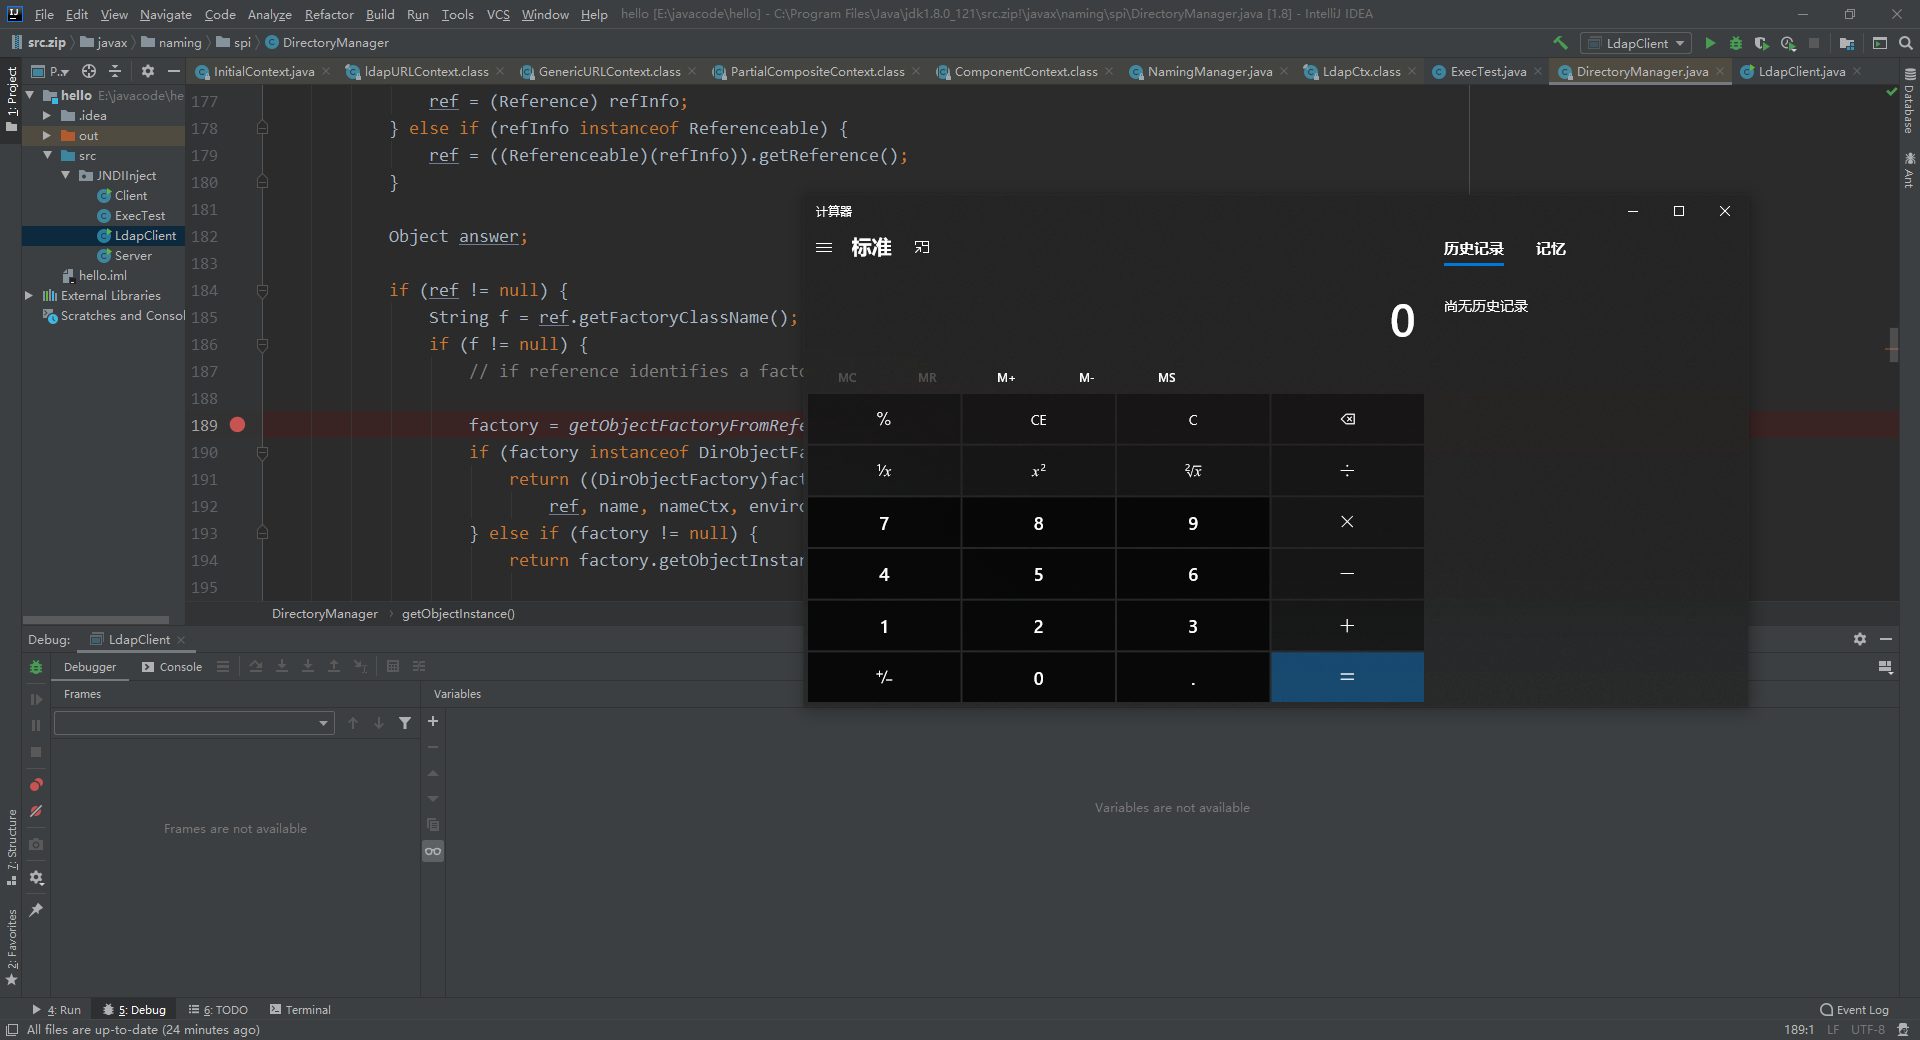 File Edit View Navigate Code Analyze Refactor Build Run Tools VCS Window Help hello [E:\javacode\hello] - C:\Program Files\Java\jdk1.8.0_121\src.zip!\javax\naming\spi\DirectoryManager.java [1.8] - IntelliJ IDEA
src.zip javax naming spi DirectoryManager LdapClient
P.. InitialContext.java ldapURLContext.class GenericURLContext.class PartialCompositeContext.class ComponentContext.class NamingManager.java LdapCtx.class ExecTest.java DirectoryManager.java LdapClient.java
1: Project
7: Structure
2: Favorites
Database
Ant
hello E:\javacode\he
.idea
out
src
JNDIInject
Client
ExecTest
LdapClient
Server
hello.iml
External Libraries
Scratches and Consol
177 ref = (Reference) refInfo;
178 } else if (refInfo instanceof Referenceable) {
179 ref = ((Referenceable)(refInfo)).getReference();
180 }
181
182 Object answer;
183
184 if (ref != null) {
185 String f = ref.getFactoryClassName();
186 if (f != null) {
187 // if reference identifies a facto
188
189 factory = getObjectFactoryFromRefe
190 if (factory instanceof DirObjectFa
191 return ((DirObjectFactory)fact
192 ref, name, nameCtx, enviro
193 } else if (factory != null) {
194 return factory.getObjectInstan
195
DirectoryManager getObjectInstance()
计算器
标准
历史记录 记忆
尚无历史记录
0
MC MR M+ M- MS
% CE C
⅟x x² ²√x ÷
7 8 9 ×
4 5 6 −
1 2 3 +
+/− 0 . =
Debug: LdapClient
Debugger Console
Frames Variables
Frames are not available
Variables are not available
4: Run 5: Debug 6: TODO Terminal Event Log
All files are up-to-date (24 minutes ago) 189:1 LF UTF-8